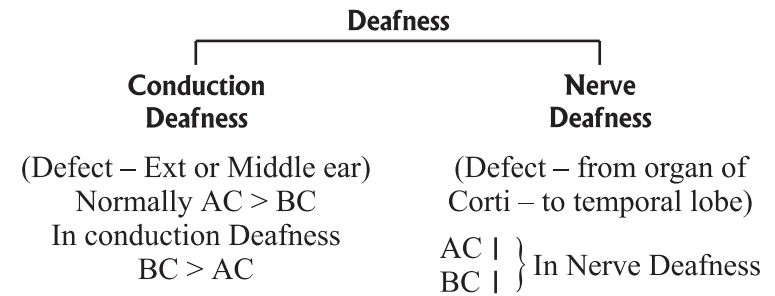 Deafness
Conduction
Deafness
(Defect – Ext or Middle ear)
Normally AC > BC
In conduction Deafness
BC > AC
Nerve
Deafness
(Defect – from organ of
Corti – to temporal lobe)
AC |
BC |
} In Nerve Deafness